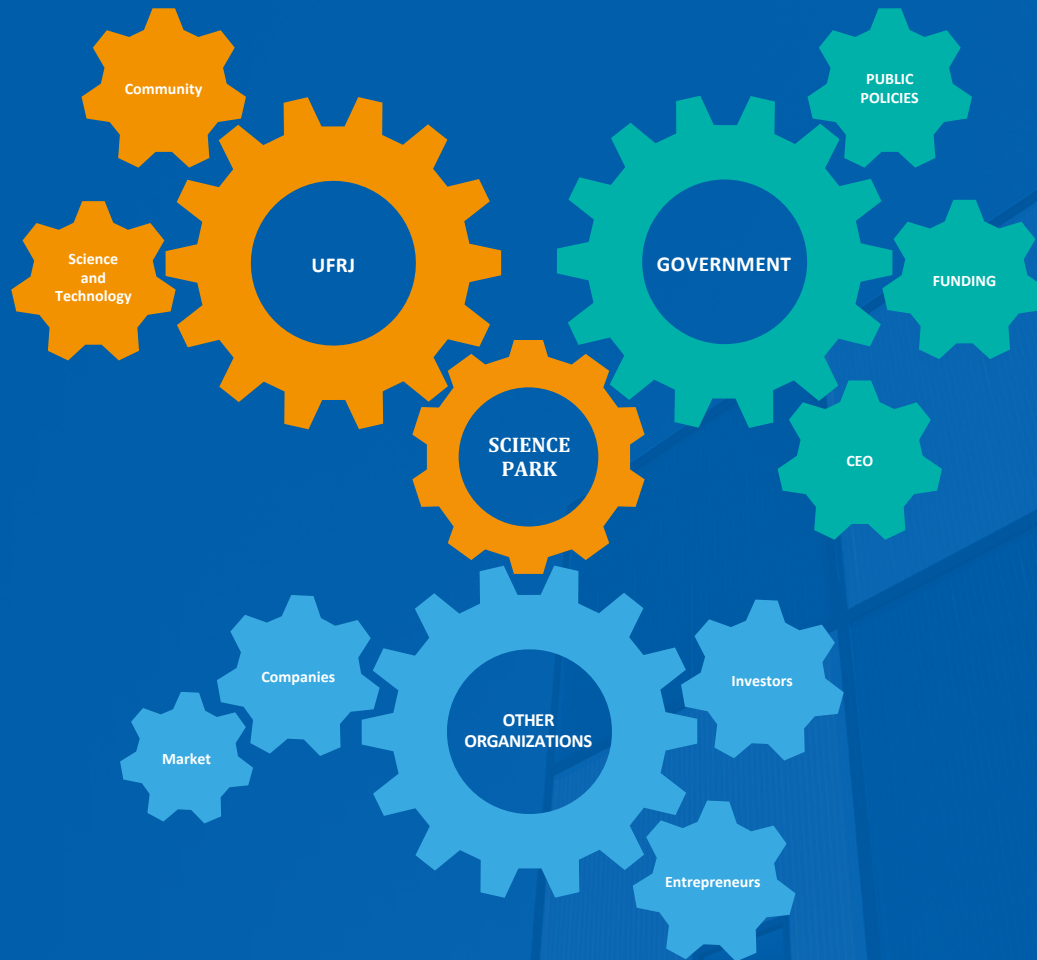 Community
PUBLIC
POLICIES
Science
and
Technology
UFRJ
GOVERNMENT
FUNDING
SCIENCE
PARK
CEO
Companies
Investors
OTHER
ORGANIZATIONS
Market
Entrepreneurs